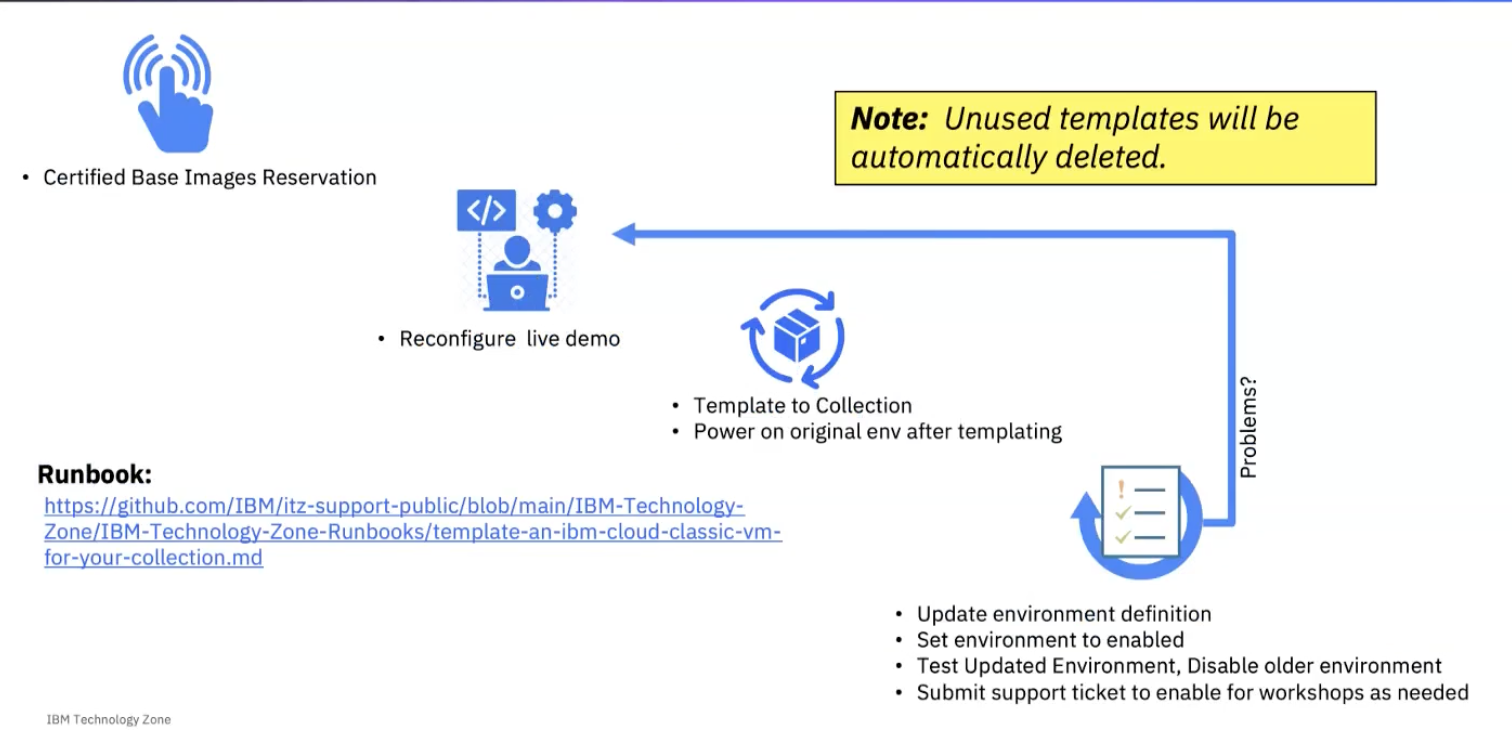 Note: Unused templates will be
automatically deleted.
• Certified Base Images Reservation
</>
• Reconfigure live demo
• Template to Collection
• Power on original env after templating
Problems?
Runbook:
https://github.com/IBM/itz-support-public/blob/main/IBM-Technology-
Zone/IBM-Technology-Zone-Runbooks/template-an-ibm-cloud-classic-vm-
for-your-collection.md
!
• Update environment definition
• Set environment to enabled
• Test Updated Environment, Disable older environment
• Submit support ticket to enable for workshops as needed
IBM Technology Zone